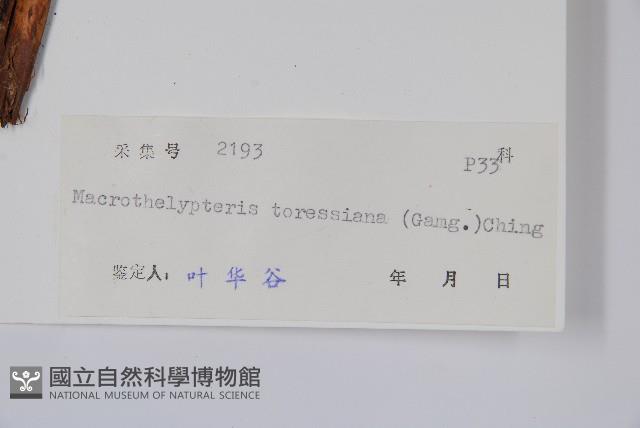 采集号 2193
P33科
Macrothelypteris toressiana (Gamg.)Ching
鉴定人: 叶华谷 年 月 日
國立自然科學博物館
NATIONAL MUSEUM OF NATURAL SCIENCE